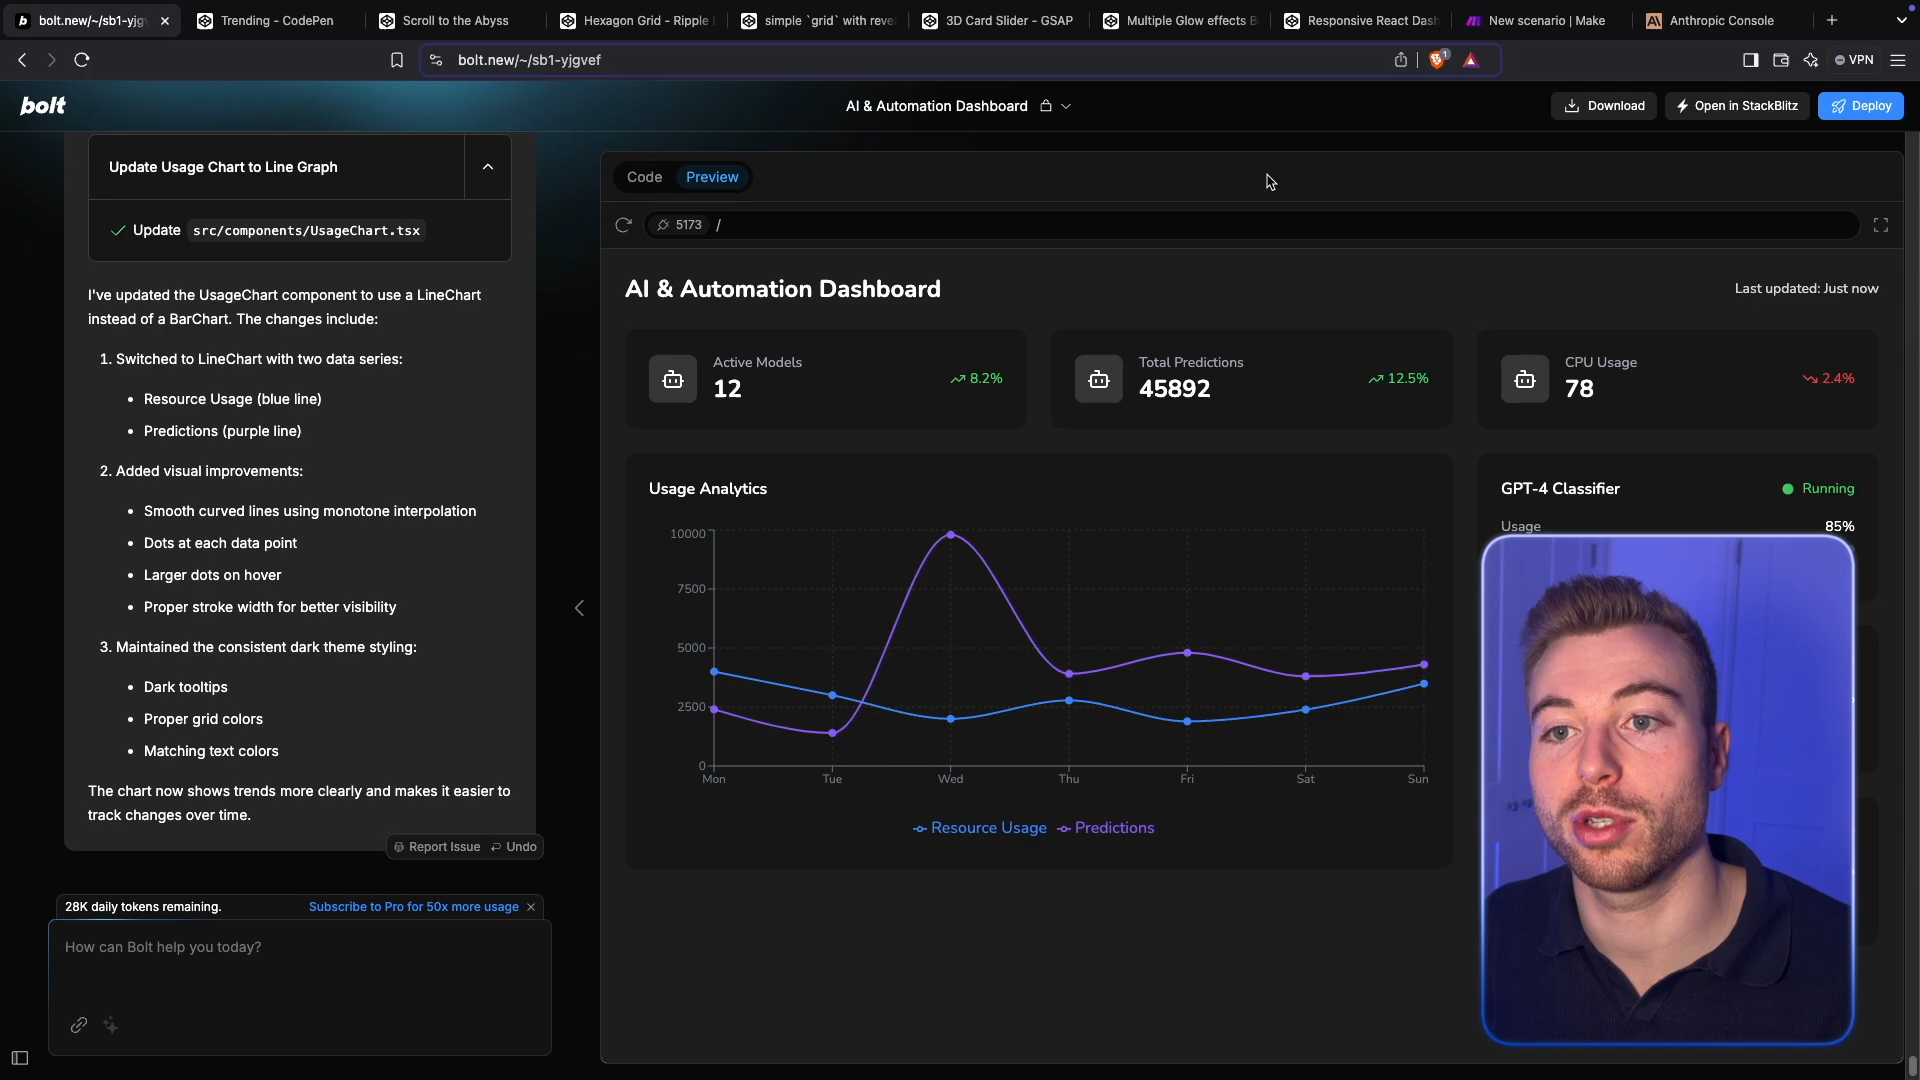 bolt.new/~/sb1-yjg
Trending - CodePen
Scroll to the Abyss
Hexagon Grid - Ripple
simple `grid` with reve
3D Card Slider - GSAP
Multiple Glow effects
Responsive React Dash
New scenario | Make
Anthropic Console
bolt.new/~/sb1-yjgvef
1
VPN
bolt
AI & Automation Dashboard
Download
Open in StackBlitz
Deploy
Update Usage Chart to Line Graph
Update src/components/UsageChart.tsx
I've updated the UsageChart component to use a LineChart
instead of a BarChart. The changes include:
1. Switched to LineChart with two data series:
• Resource Usage (blue line)
• Predictions (purple line)
2. Added visual improvements:
• Smooth curved lines using monotone interpolation
• Dots at each data point
• Larger dots on hover
• Proper stroke width for better visibility
3. Maintained the consistent dark theme styling:
• Dark tooltips
• Proper grid colors
• Matching text colors
The chart now shows trends more clearly and makes it easier to
track changes over time.
Report Issue
Undo
28K daily tokens remaining.
Subscribe to Pro for 50x more usage
How can Bolt help you today?
Code
Preview
5173 /
AI & Automation Dashboard
Last updated: Just now
Active Models
12
8.2%
Total Predictions
45892
12.5%
CPU Usage
78
2.4%
Usage Analytics
10000
7500
5000
2500
0
Mon Tue Wed Thu Fri Sat Sun
Resource Usage
Predictions
GPT-4 Classifier
Running
Usage
85%